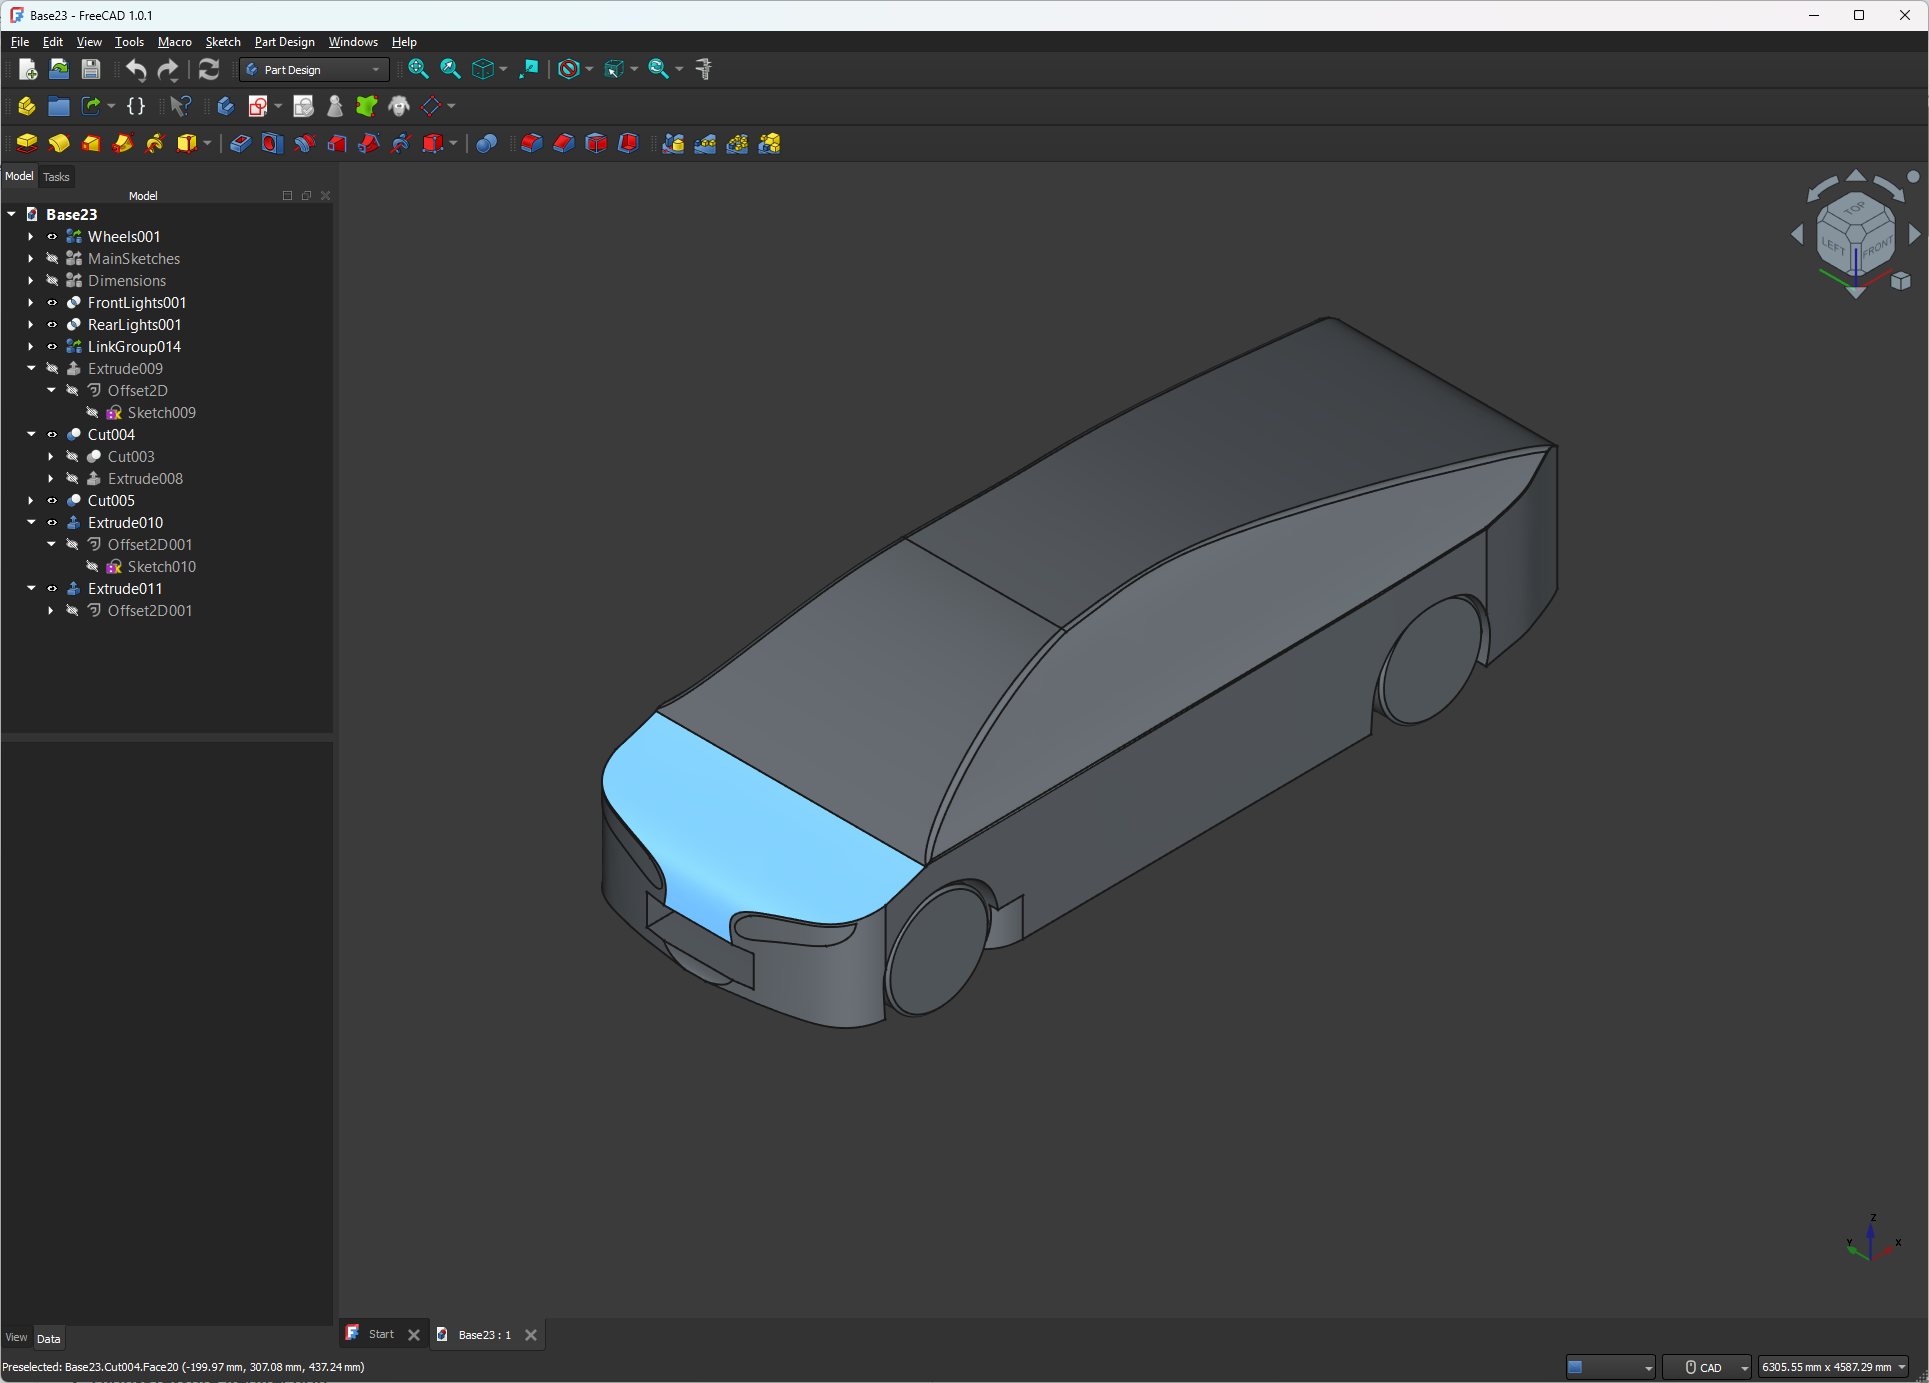 Base23 - FreeCAD 1.0.1
File Edit View Tools Macro Sketch Part Design Windows Help
Part Design
Model Tasks
Model
Base23
Wheels001
MainSketches
Dimensions
FrontLights001
RearLights001
LinkGroup014
Extrude009
Offset2D
Sketch009
Cut004
Cut003
Extrude008
Cut005
Extrude010
Offset2D001
Sketch010
Extrude011
Offset2D001
TOP
LEFT FRONT
Z
Y X
View Data
Start Base23 : 1
Preselected: Base23.Cut004.Face20 (-199.97 mm, 307.08 mm, 437.24 mm)
CAD
6305.55 mm x 4587.29 mm